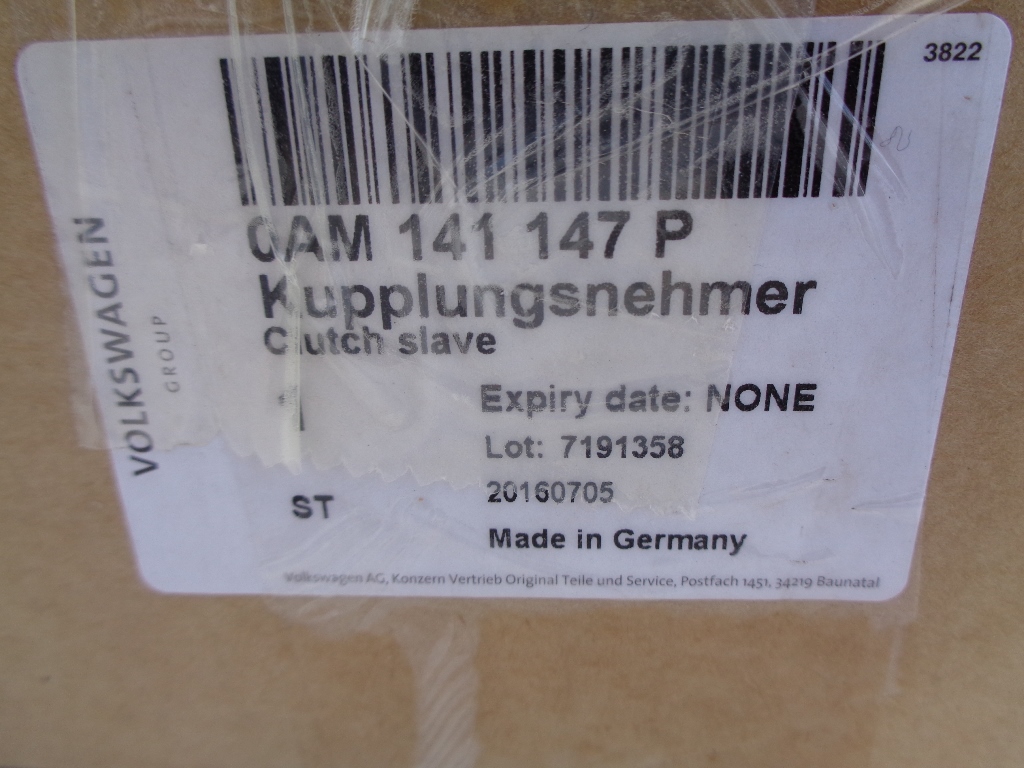 3822
0AM 141 147 P
Kupplungsnehmer
Clutch slave
1
Expiry date: NONE
Lot: 7191358
ST
20160705
Made in Germany
Volkswagen AG, Konzern Vertrieb Original Teile und Service, Postfach 1451, 34219 Baunatal
VOLKSWAGEN
GROUP